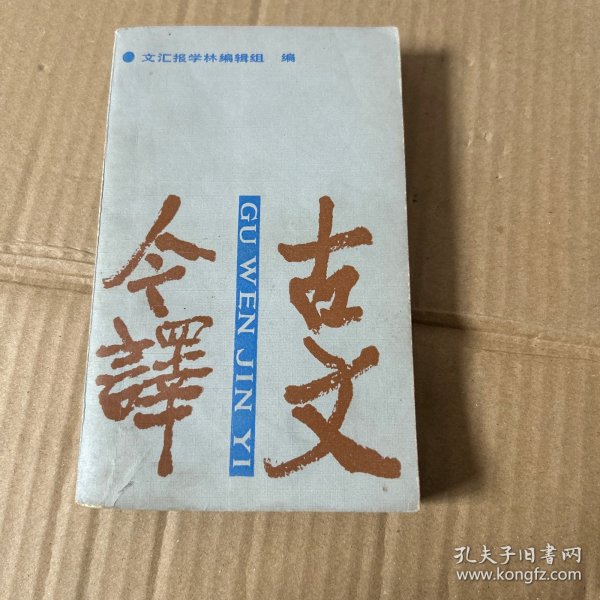 文汇报学林编辑组 编
古文
GU WEN JIN YI
今譯
孔夫子旧书网
www.kongfz.com